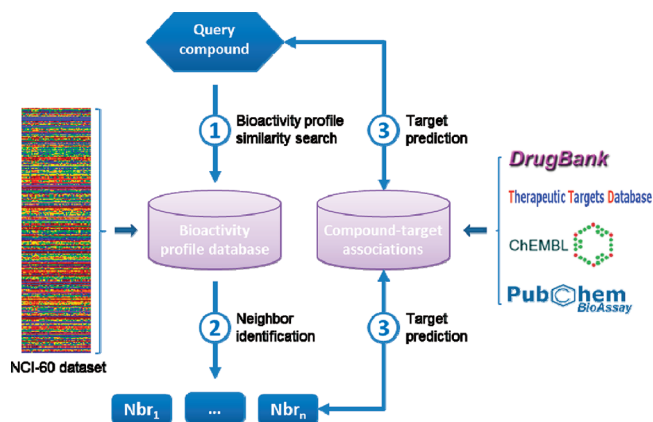 Query
compound
1
Bioactivity profile
similarity search
3
Target
prediction
DrugBank
Therapeutic Targets Database
ChEMBL
PubChem
BioAssay
Bioactivity
profile database
Compound-target
associations
2
Neighbor
identification
3
Target
prediction
NCI-60 dataset
Nbr1
...
Nbrn